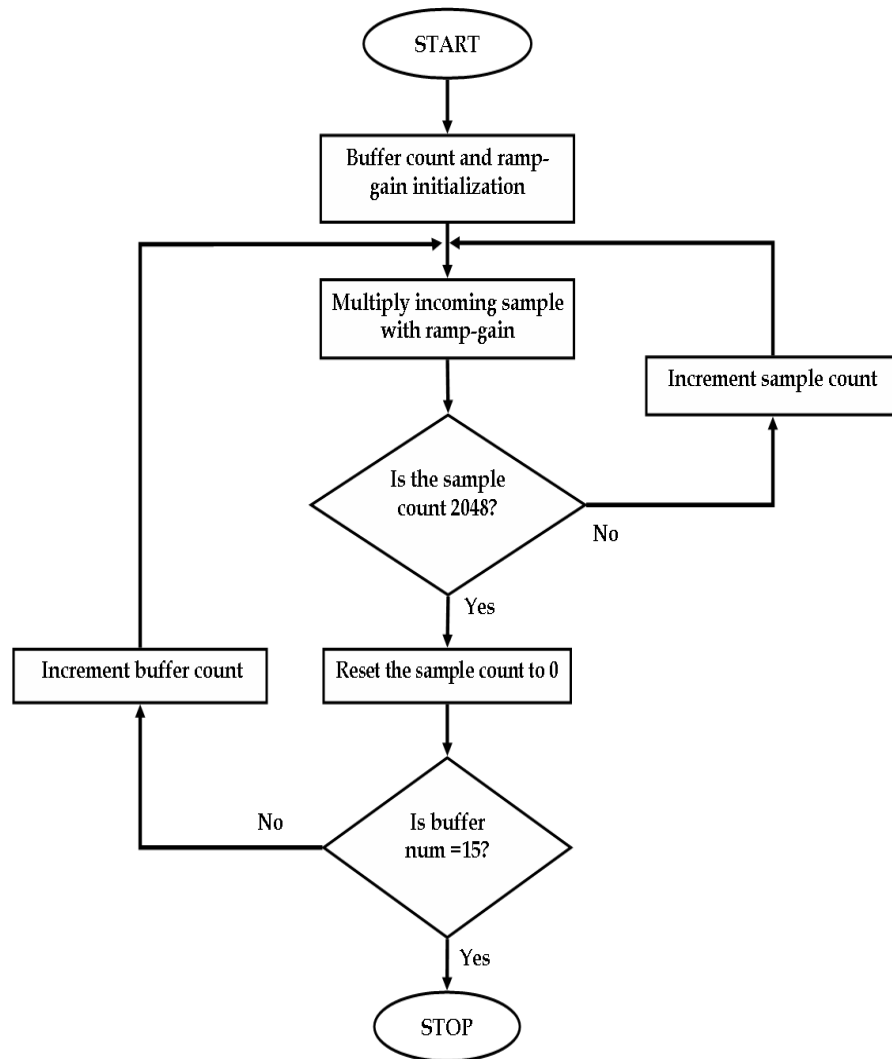 START
Buffer count and ramp-
gain initialization
Multiply incoming sample
with ramp-gain
Increment sample count
Is the sample
count 2048?
No
Yes
Increment buffer count
Reset the sample count to 0
No
Is buffer
num =15?
Yes
STOP